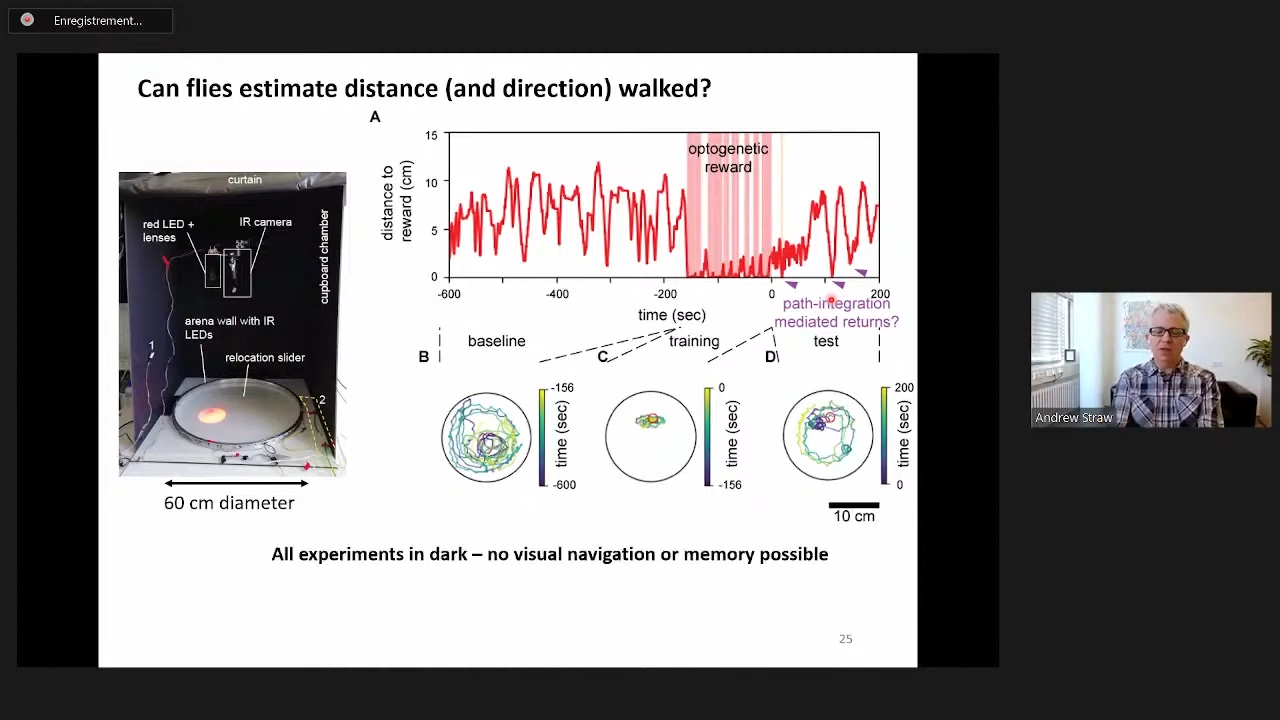 Enregistrement...
Can flies estimate distance (and direction) walked?
A
15
10
5
0
distance to
reward (cm)
optogenetic
reward
-600
-400
-200
0
200
time (sec)
path-integration
mediated returns?
curtain
red LED +
lenses
IR camera
cupboard chamber
arena wall with IR
LEDs
relocation slider
1
2
60 cm diameter
baseline
training
test
B
-156
-600
time (sec)
C
0
-156
time (sec)
D
200
0
time (sec)
10 cm
All experiments in dark – no visual navigation or memory possible
25
Andrew Straw